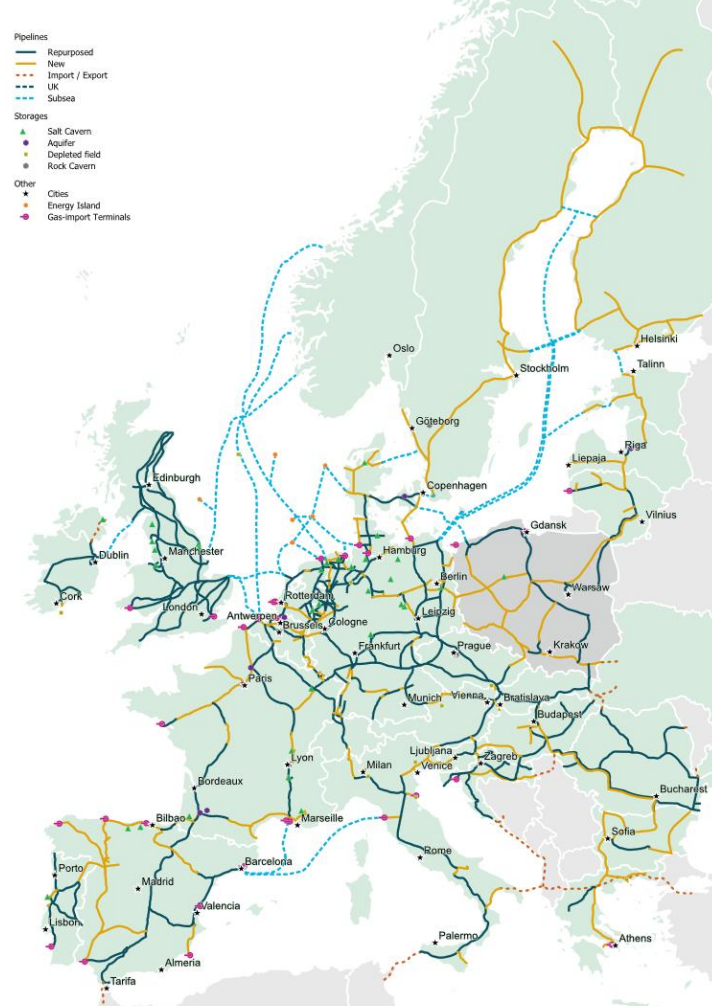 Pipelines
Repurposed
New
Import / Export
UK
Subsea
Storages
Salt Cavern
Aquifer
Depleted field
Rock Cavern
Other
Cities
Energy Island
Gas-import Terminals
Oslo
Helsinki
Talinn
Stockholm
Göteborg
Riga
Liepaja
Edinburgh
Copenhagen
Vilnius
Gdansk
Dublin
Manchester
Hamburg
Berlin
Warsaw
Cork
London
Rotterdam
Antwerpen
Brussels
Cologne
Leipzig
Frankfurt
Prague
Krakow
Paris
Munich
Vienna
Bratislava
Budapest
Lyon
Milan
Ljubljana
Venice
Zagreb
Bordeaux
Bucharest
Bilbao
Marseille
Sofia
Porto
Madrid
Barcelona
Rome
Lisbon
Valencia
Almeria
Tarifa
Palermo
Athens